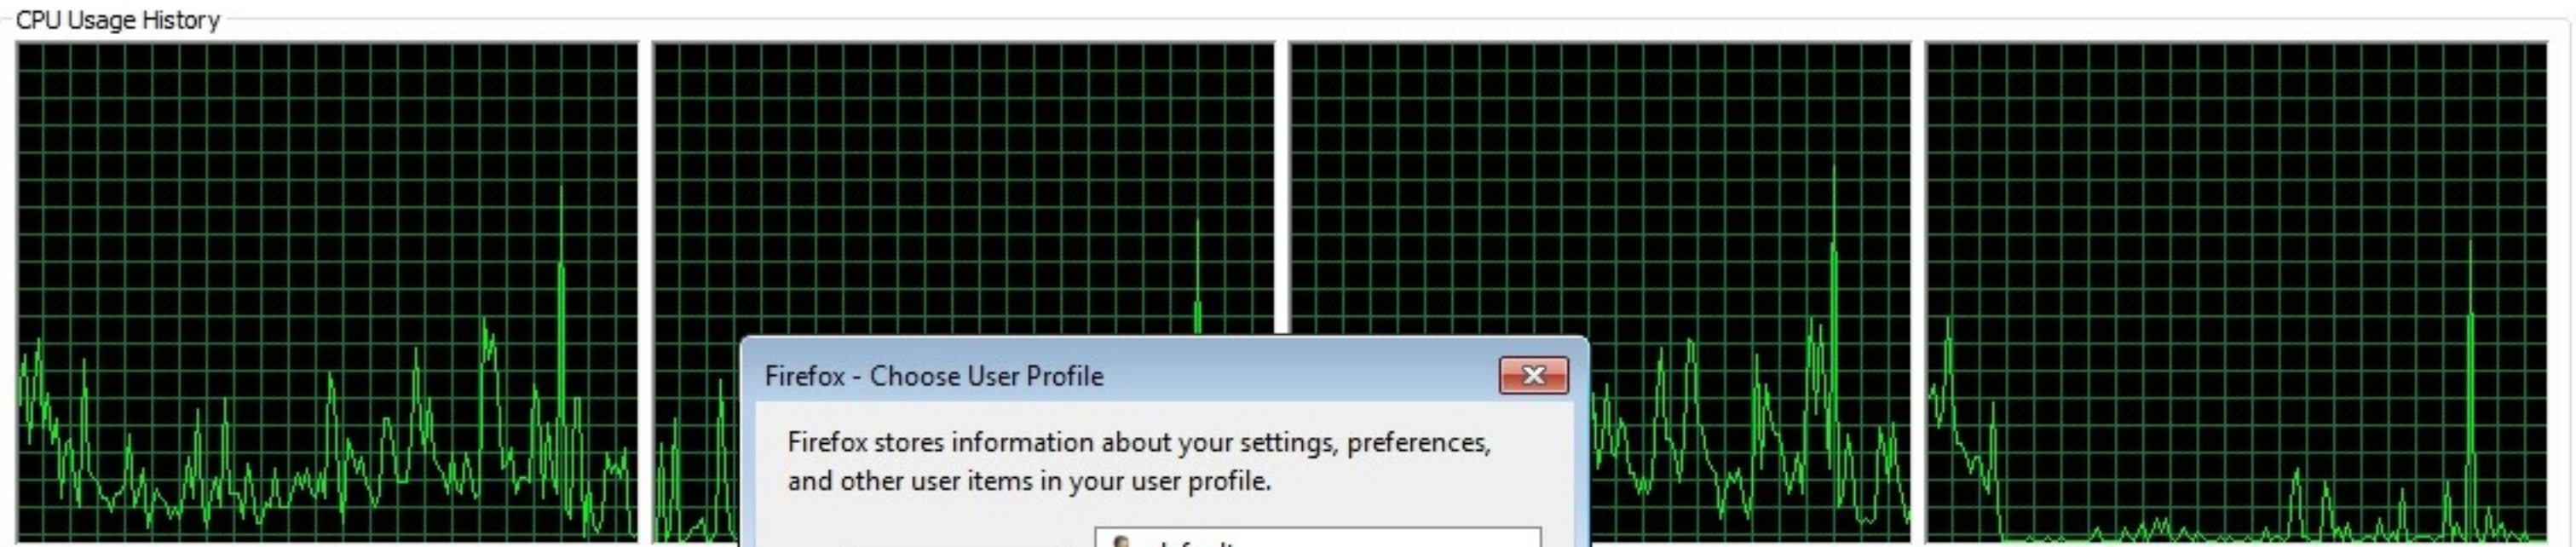 CPU Usage History
Firefox - Choose User Profile
Firefox stores information about your settings, preferences,
and other user items in your user profile.